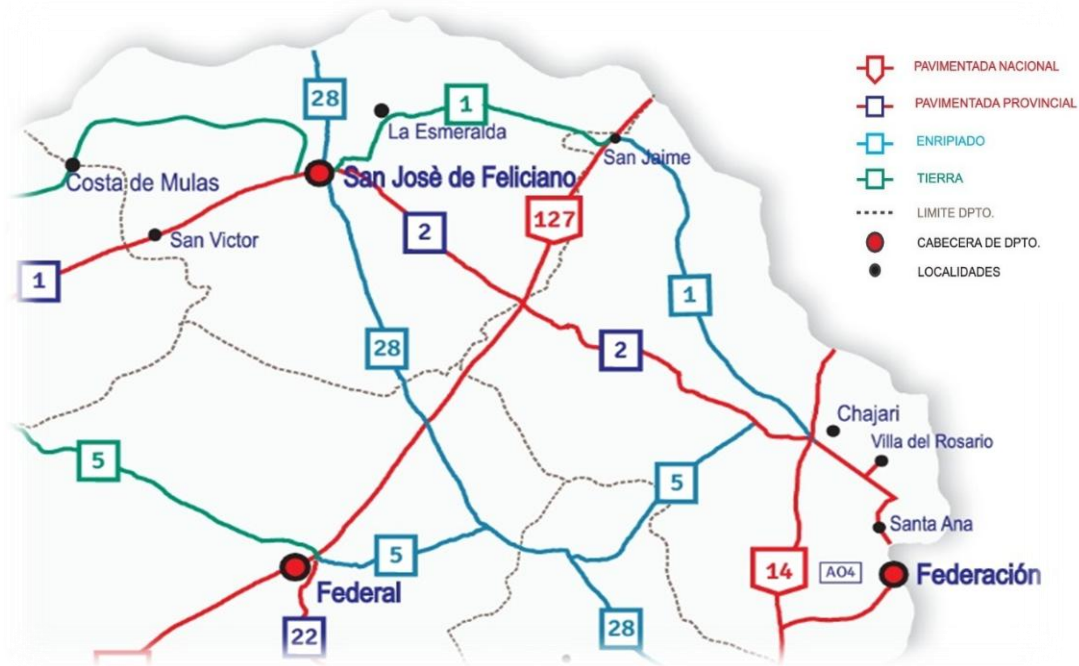 28
1
La Esmeralda
San Jaime
Costa de Mulas
San Josè de Feliciano
127
2
San Victor
1
1
28
2
Chajari
Villa del Rosario
5
5
Santa Ana
5
14
A04
Federación
Federal
22
28
PAVIMENTADA NACIONAL
PAVIMENTADA PROVINCIAL
ENRIPIADO
TIERRA
LIMITE DPTO.
CABECERA DE DPTO.
LOCALIDADES